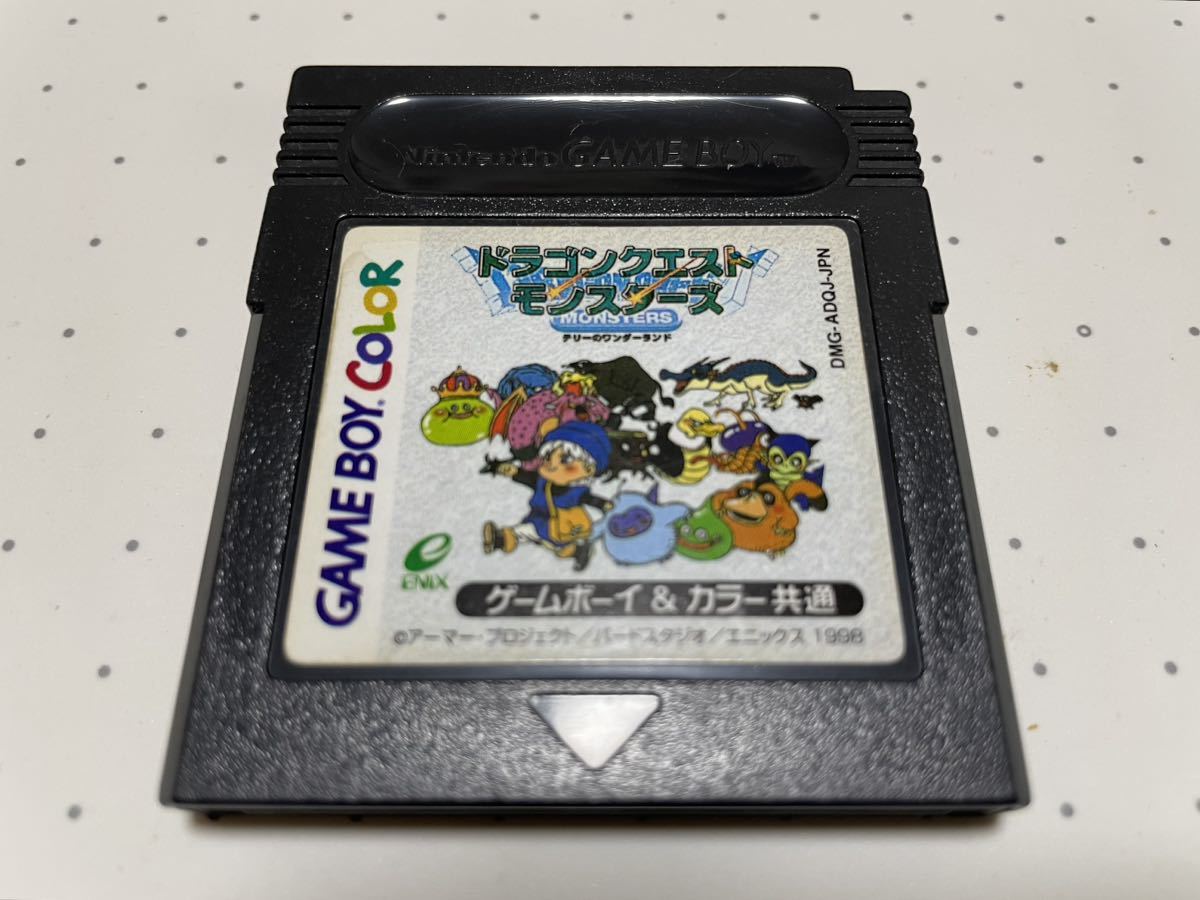 Nintendo GAME BOY TM
GAME BOY COLOR
ドラゴンクエスト
モンスターズ
MONSTERS
テリーのワンダーランド
DMG-ADQJ-JPN
ENIX
ゲームボーイ & カラー共通
©アーマー・プロジェクト/バードスタジオ/エニックス 1998